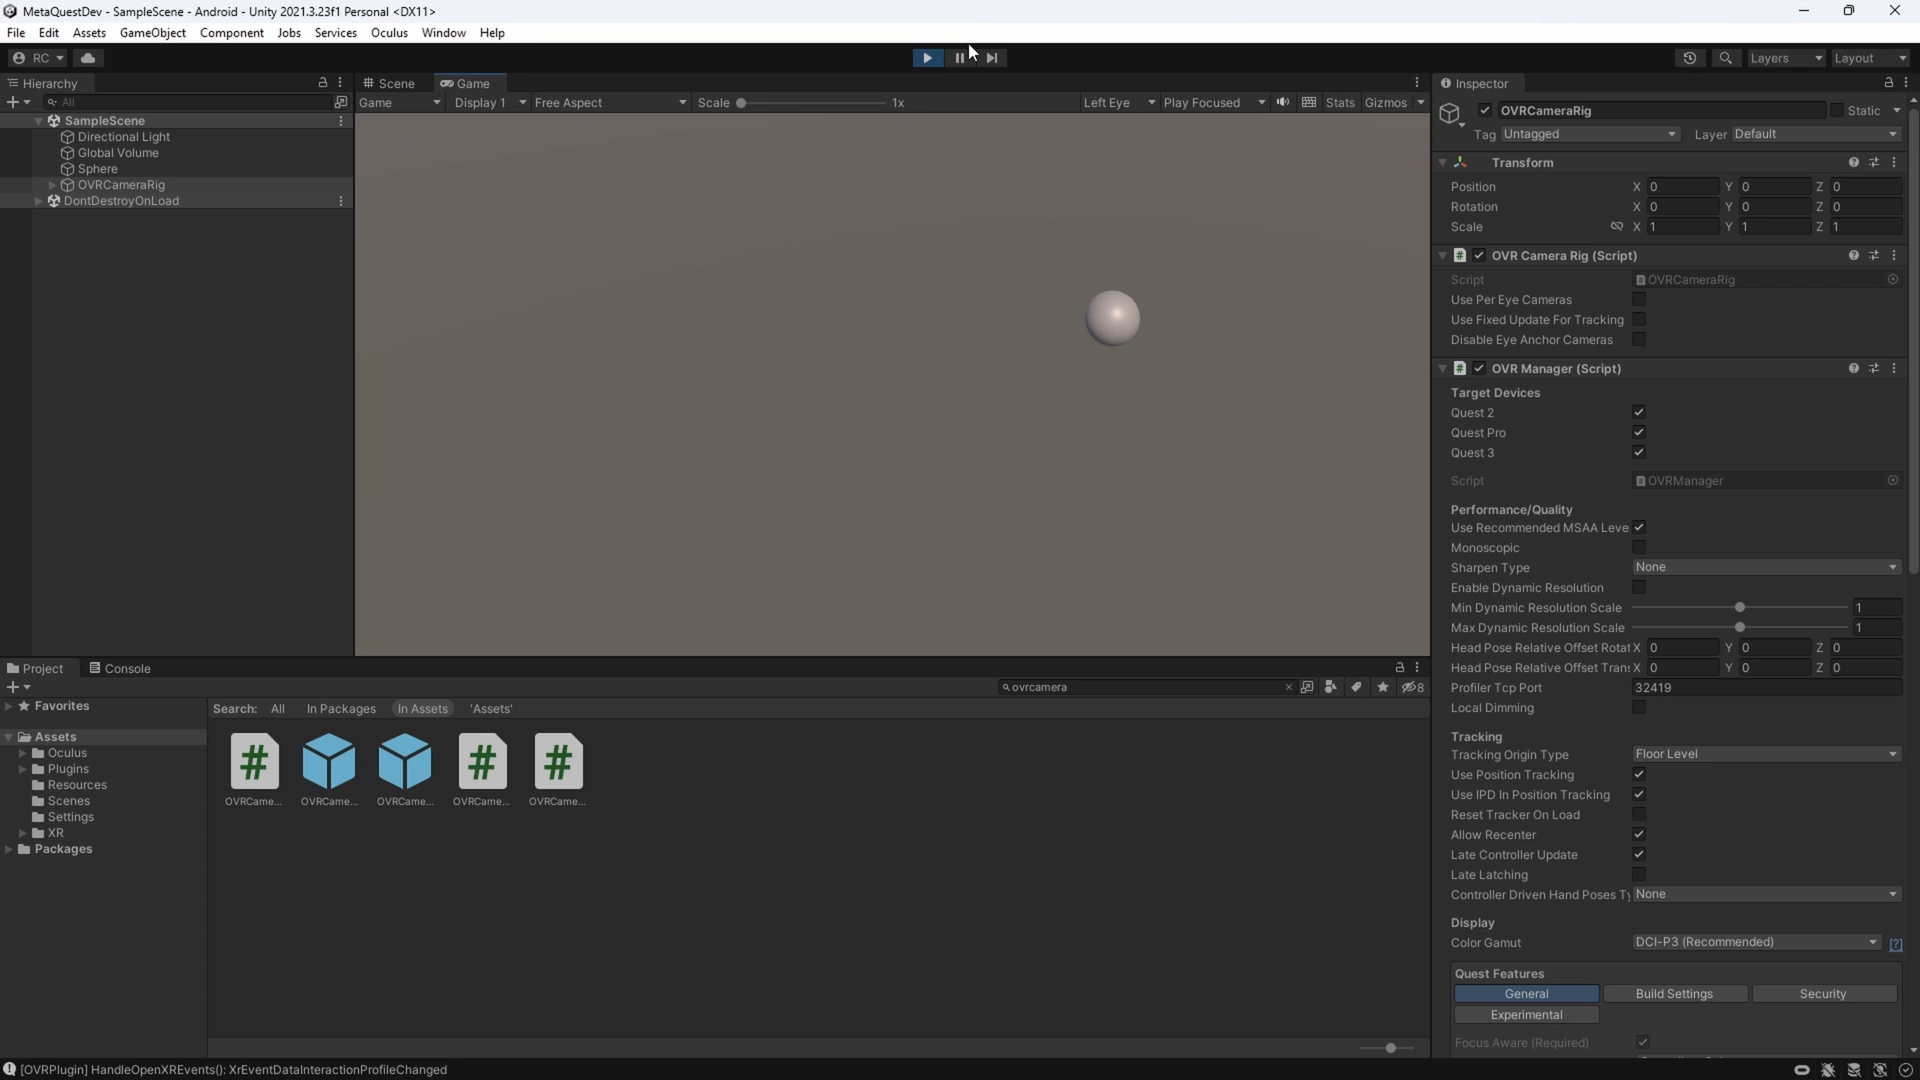 MetaQuestDev - SampleScene - Android - Unity 2021.3.23f1 Personal <DX11>
File Edit Assets GameObject Component Jobs Services Oculus Window Help
RC
Layers
Layout
Hierarchy
All
SampleScene
Directional Light
Global Volume
Sphere
OVRCameraRig
DontDestroyOnLoad
Scene
Game
Game
Display 1
Free Aspect
Scale
1x
Left Eye
Play Focused
Stats
Gizmos
Project
Console
ovrcamera
8
Favorites
Assets
Oculus
Plugins
Resources
Scenes
Settings
XR
Packages
Search: All In Packages In Assets 'Assets'
OVRCame... OVRCame... OVRCame... OVRCame... OVRCame...
Inspector
OVRCameraRig
Static
Tag Untagged Layer Default
Transform
Position X 0 Y 0 Z 0
Rotation X 0 Y 0 Z 0
Scale X 1 Y 1 Z 1
OVR Camera Rig (Script)
Script OVRCameraRig
Use Per Eye Cameras
Use Fixed Update For Tracking
Disable Eye Anchor Cameras
OVR Manager (Script)
Target Devices
Quest 2
Quest Pro
Quest 3
Script OVRManager
Performance/Quality
Use Recommended MSAA Leve
Monoscopic
Sharpen Type None
Enable Dynamic Resolution
Min Dynamic Resolution Scale 1
Max Dynamic Resolution Scale 1
Head Pose Relative Offset Rotat X 0 Y 0 Z 0
Head Pose Relative Offset Trans X 0 Y 0 Z 0
Profiler Tcp Port 32419
Local Dimming
Tracking
Tracking Origin Type Floor Level
Use Position Tracking
Use IPD In Position Tracking
Reset Tracker On Load
Allow Recenter
Late Controller Update
Late Latching
Controller Driven Hand Poses Ty None
Display
Color Gamut DCI-P3 (Recommended) [?]
Quest Features
General Build Settings Security
Experimental
Focus Aware (Required)
[OVRPlugin] HandleOpenXREvents(): XrEventDataInteractionProfileChanged